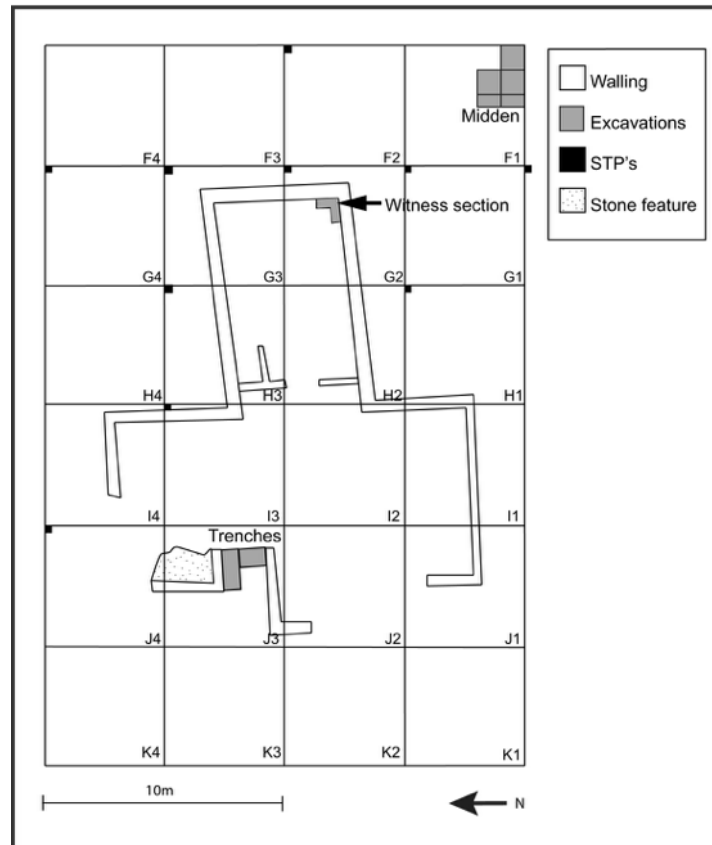 Midden
F4 F3 F2 F1
Witness section
G4 G3 G2 G1
H4 H3 H2 H1
I4 I3 I2 I1
Trenches
J4 J3 J2 J1
K4 K3 K2 K1
10m
N
Walling
Excavations
STP's
Stone feature